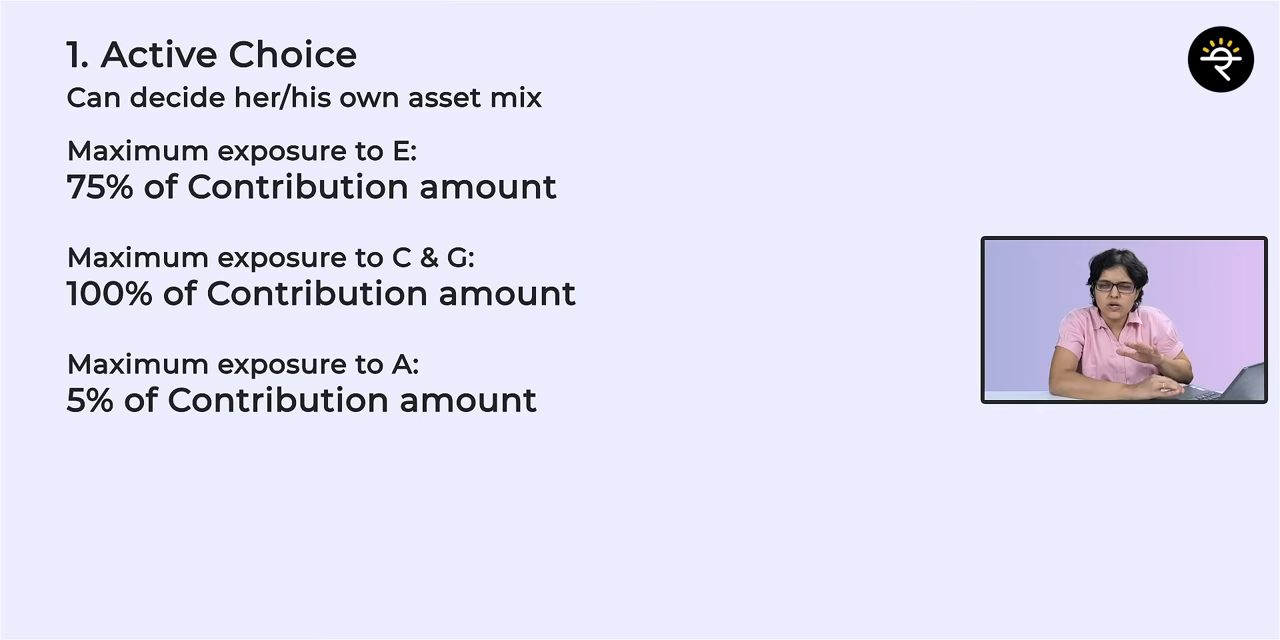 1. Active Choice
Can decide her/his own asset mix
Maximum exposure to E:
75% of Contribution amount
Maximum exposure to C & G:
100% of Contribution amount
Maximum exposure to A:
5% of Contribution amount